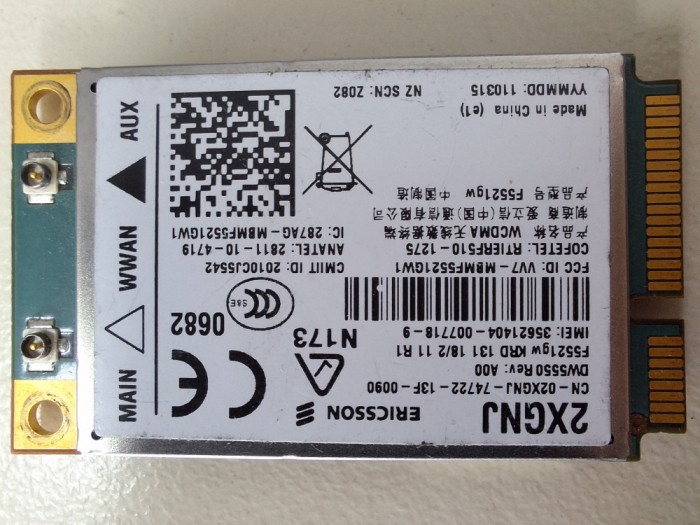 2XGNJ
ERICSSON
CN-02XGNJ-74722-13F-0090
DW5550 Rev: A00
F5521gw KRD 131 18/2 11 R1
IMEI: 35621404-007718-9
N173
0682
CCC
S&E
FCC ID: VV7-MBMF5521GW1
COFETEL: RTIERF510-1275
产品名称 WCDMA 无线数据终端
制造商 爱立信(中国)通信有限公司
产品型号 F5521gw 中国制造
CMIIT ID: 2010CJ5542
ANATEL: 2811-10-4719
IC: 287AG-MBMF5521GW1
Made in China (e1)
YYMMDD: 110315
NZ SCN: Z082
MAIN WWAN AUX